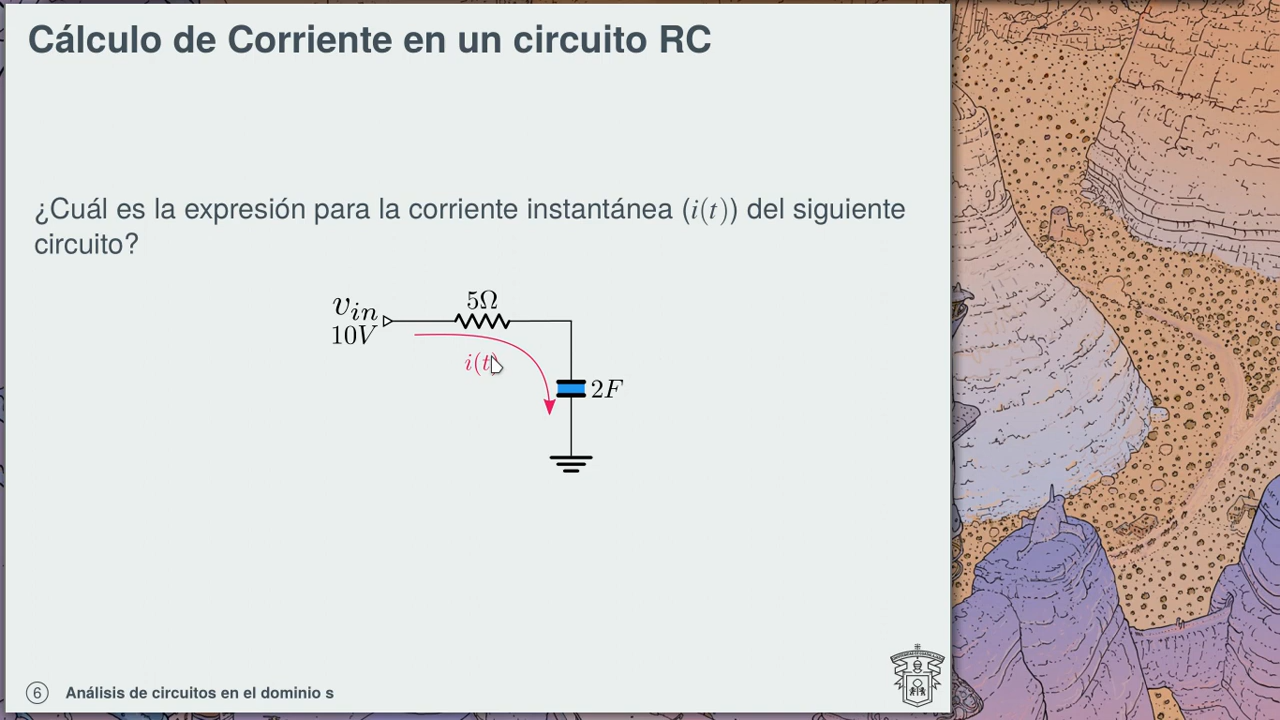 Cálculo de Corriente en un circuito RC
¿Cuál es la expresión para la corriente instantánea (i(t)) del siguiente
circuito?
5Ω
v_in
10V
i(t)
2F
6 Análisis de circuitos en el dominio s